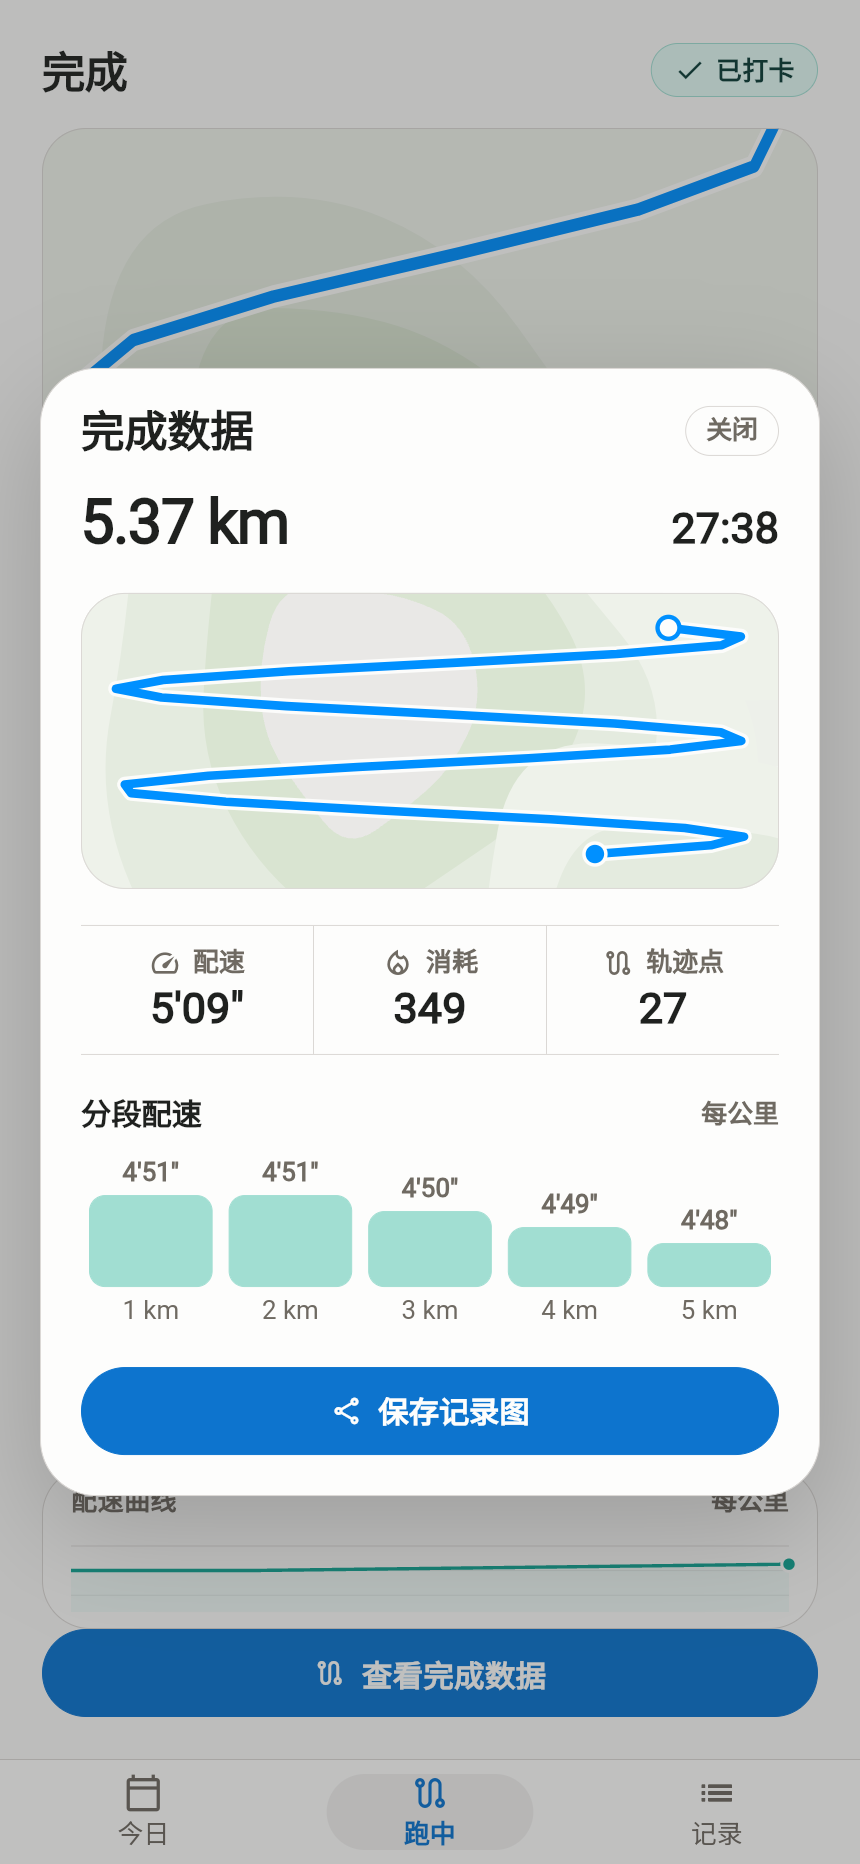 完成
已打卡
完成数据
关闭
5.37 km
27:38
配速
消耗
轨迹点
5'09"
349
27
分段配速
每公里
4'51"
4'51"
4'50"
4'49"
4'48"
1 km
2 km
3 km
4 km
5 km
保存记录图
配速曲线
每公里
查看完成数据
今日
跑中
记录